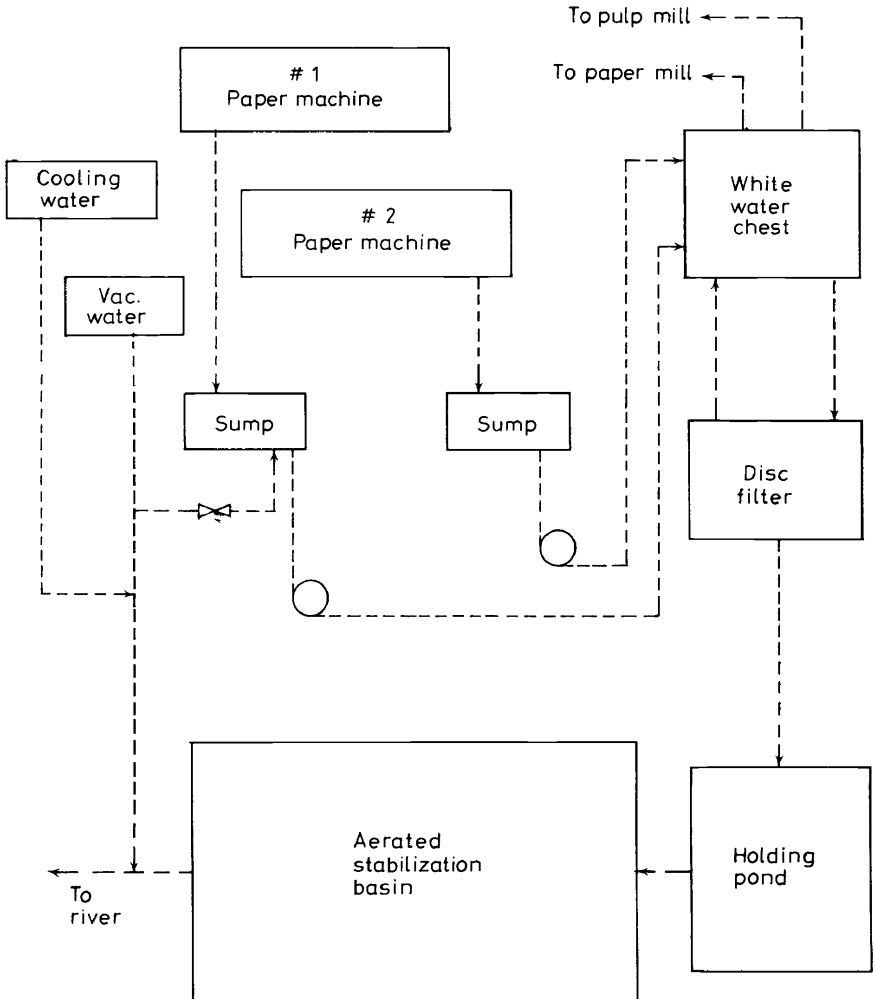 To pulp mill
To paper mill
# 1
Paper machine
Cooling
water
# 2
Paper machine
White
water
chest
Vac.
water
Sump
Sump
Disc
filter
Aerated
stabilization
basin
Holding
pond
To
river